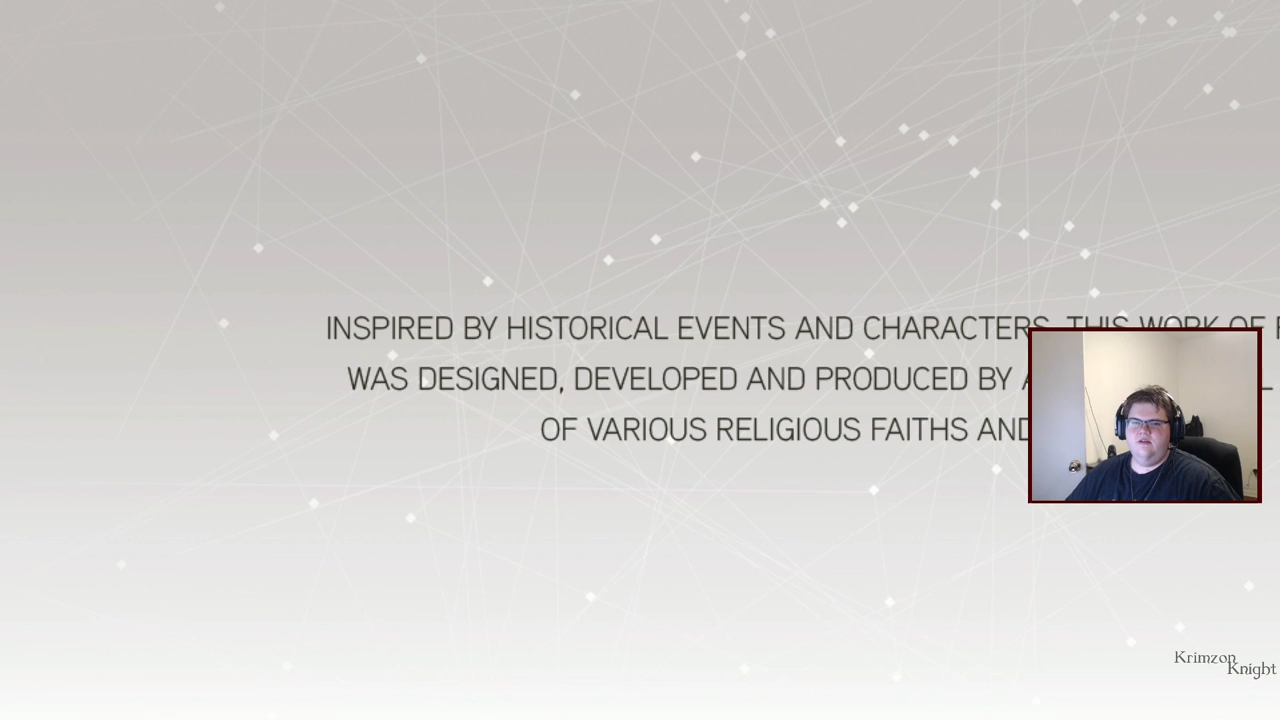 INSPIRED BY HISTORICAL EVENTS AND CHARACTERS, THIS WORK OF
WAS DESIGNED, DEVELOPED AND PRODUCED BY
OF VARIOUS RELIGIOUS FAITHS AND
Krimzon
Knight